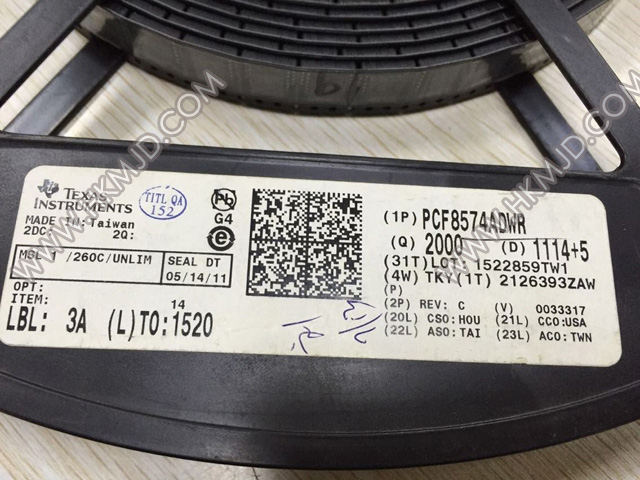 TEXAS
INSTRUMENTS
MADE IN:Taiwan
2DC: 2Q:
TITL QA
152
Pb
G4
e
MSL /260C/UNLIM
SEAL DT
05/14/11
OPT:
ITEM:
14
LBL: 3A (L)TO:1520
(1P) PCF8574ADWR
(Q) 2000 (D) 1114+5
(31T) LOT: 1522859TW1
(4W) TKY(1T) 2126393ZAW
(P)
(2P) REV: C (V) 0033317
(20L) CSO:HOU (21L) CCO:USA
(22L) ASO:TAI (23L) ACO:TWN
WWW.HKMJD.COM
WWW.HKMJD.COM
WWW.HKMJD.COM